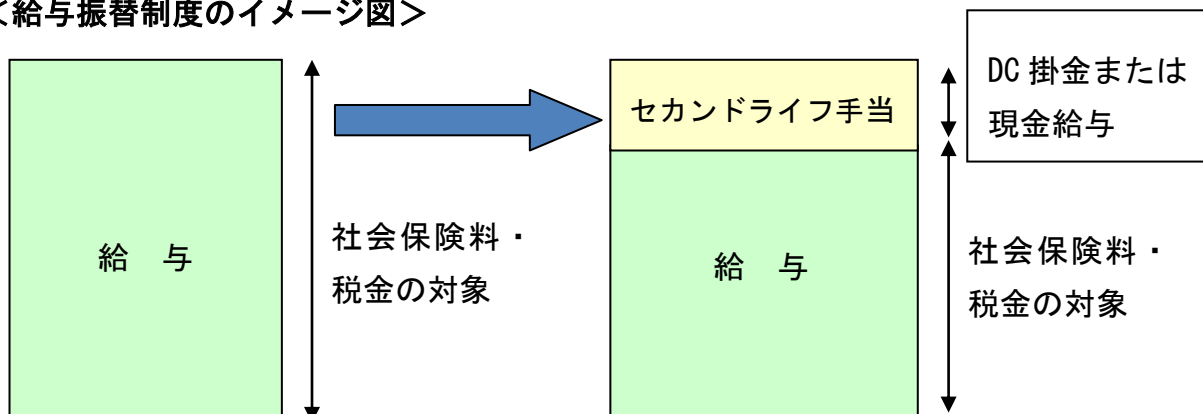 ＜給与振替制度のイメージ図＞
給　与
社会保険料・
税金の対象
セカンドライフ手当
給　与
DC 掛金または
現金給与
社会保険料・
税金の対象